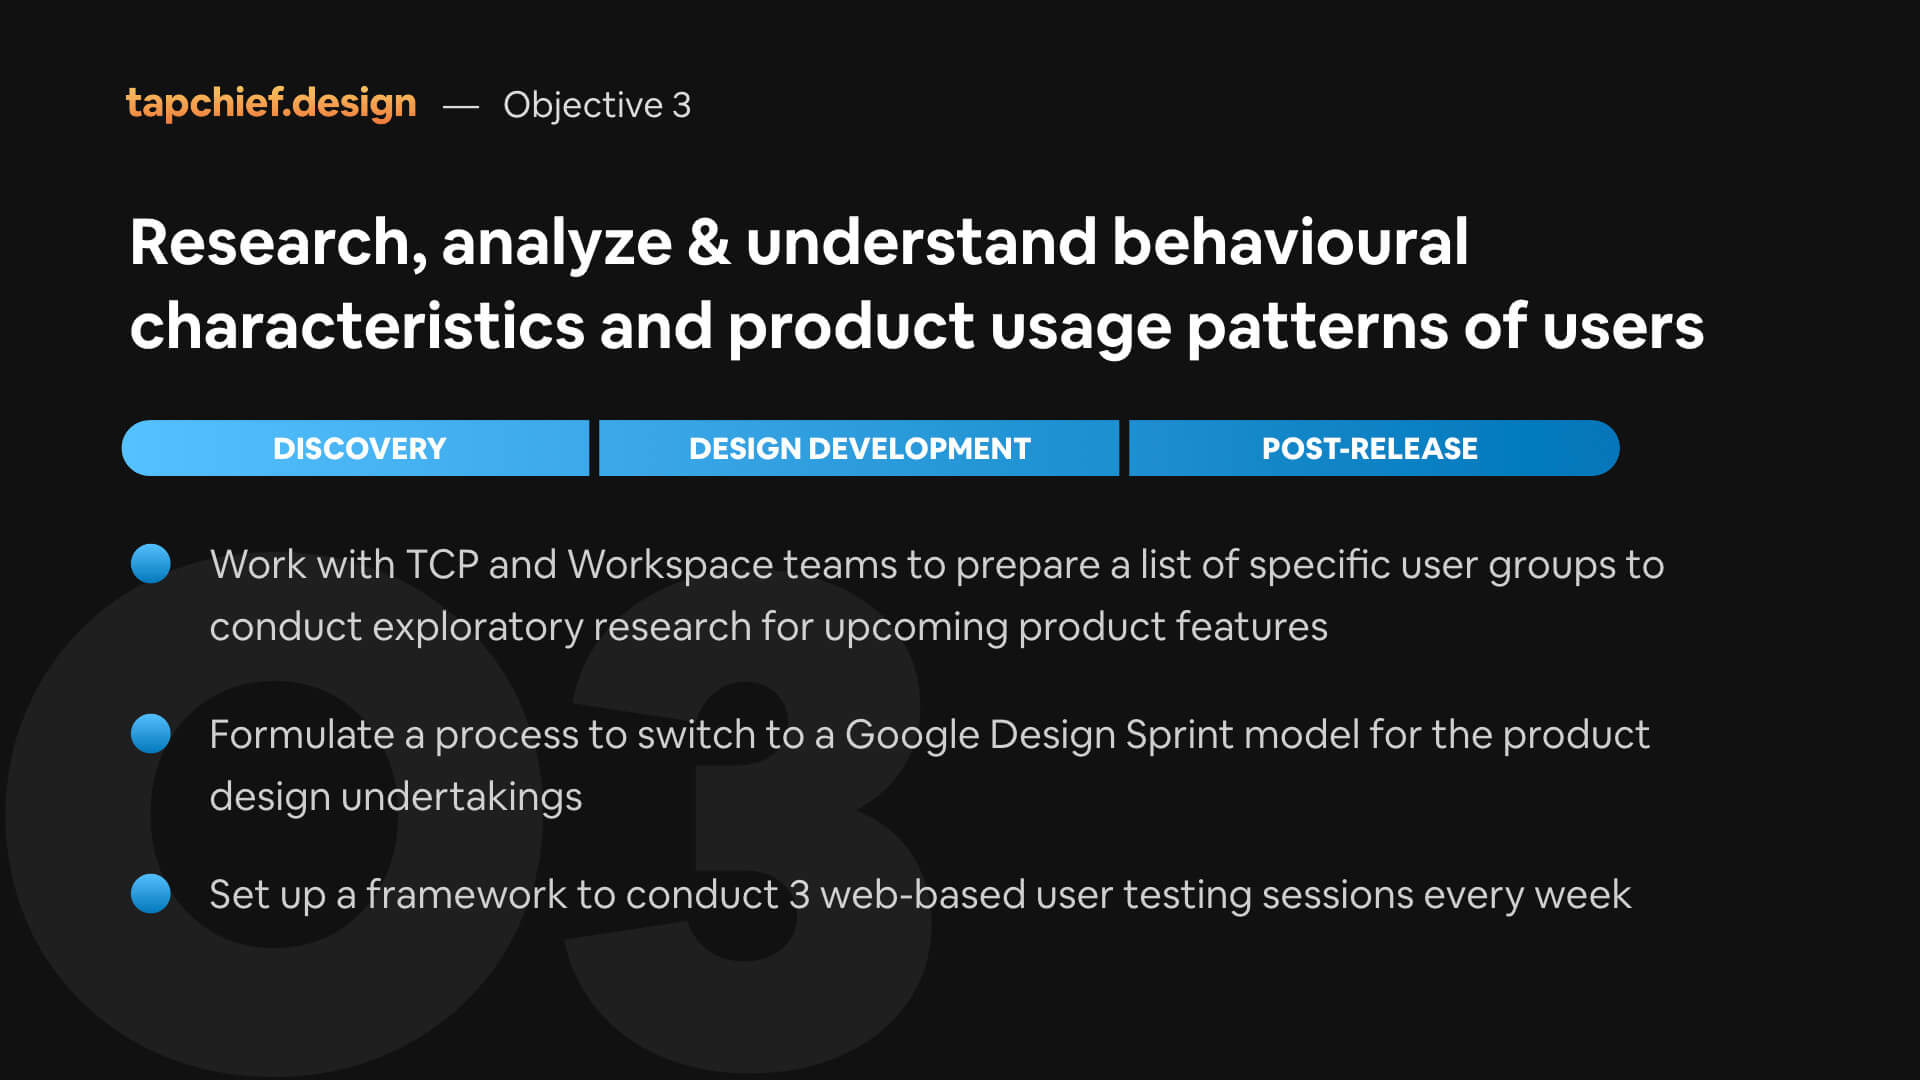 tapchief.design — Objective 3
Research, analyze & understand behavioural
characteristics and product usage patterns of users
DISCOVERY DESIGN DEVELOPMENT POST-RELEASE
Work with TCP and Workspace teams to prepare a list of specific user groups to
conduct exploratory research for upcoming product features
Formulate a process to switch to a Google Design Sprint model for the product
design undertakings
Set up a framework to conduct 3 web-based user testing sessions every week
03